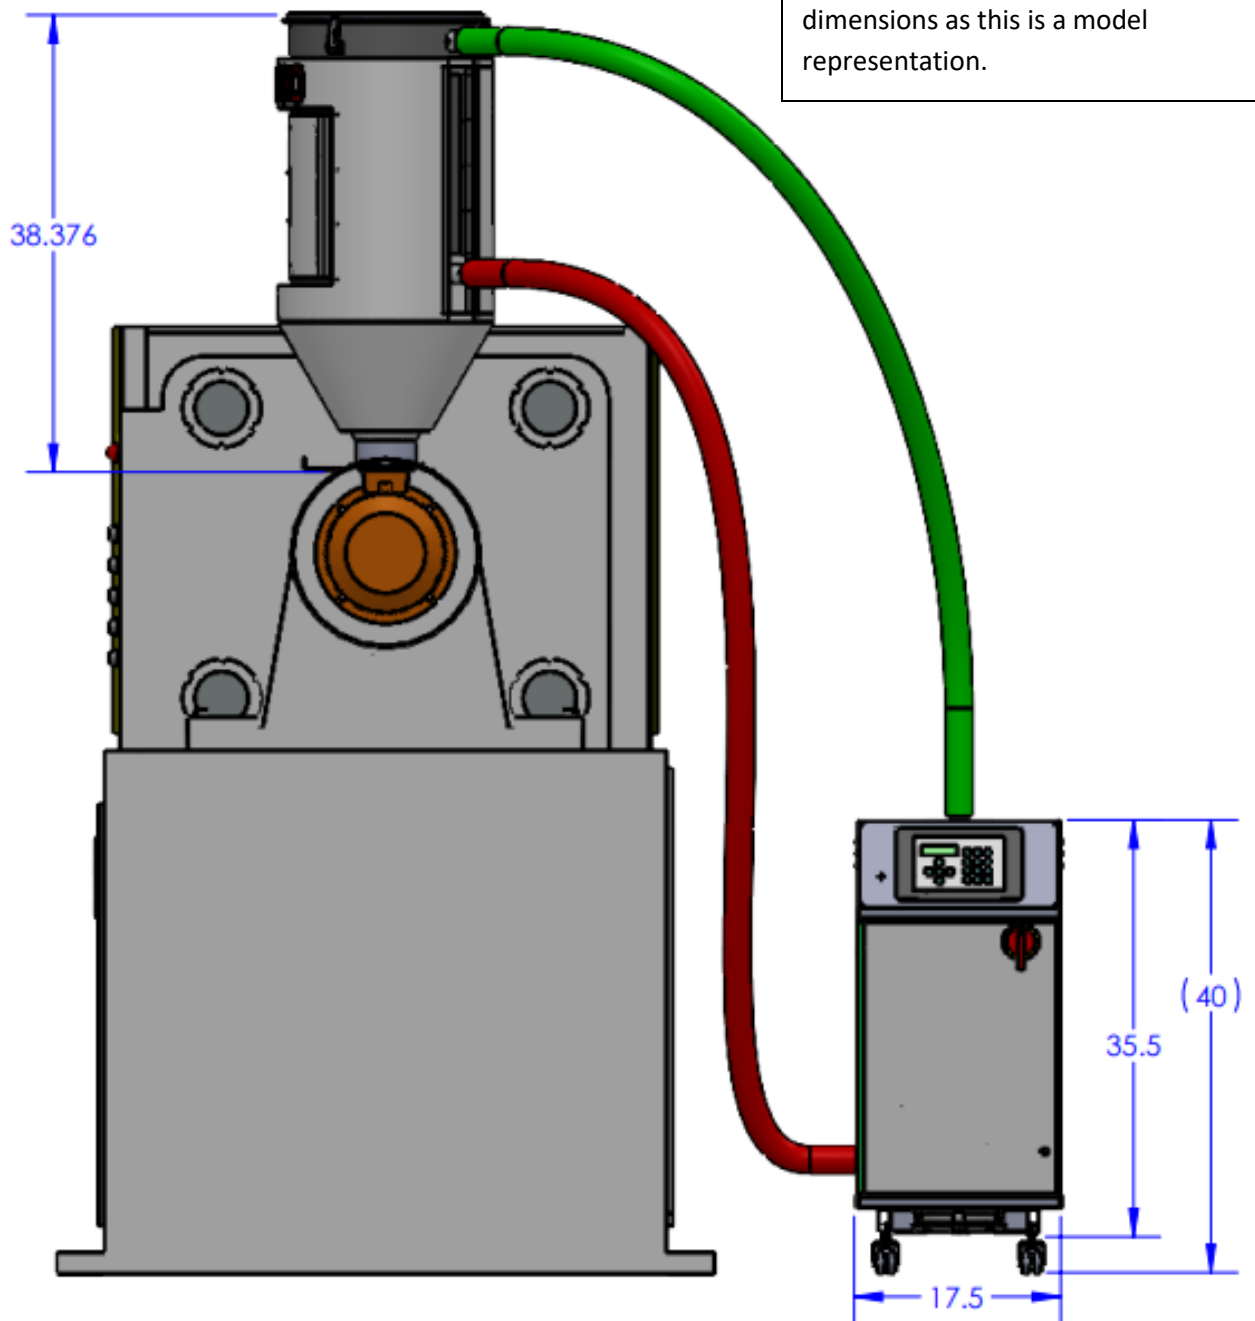 dimensions as this is a model
representation.
38.376
(40)
35.5
17.5